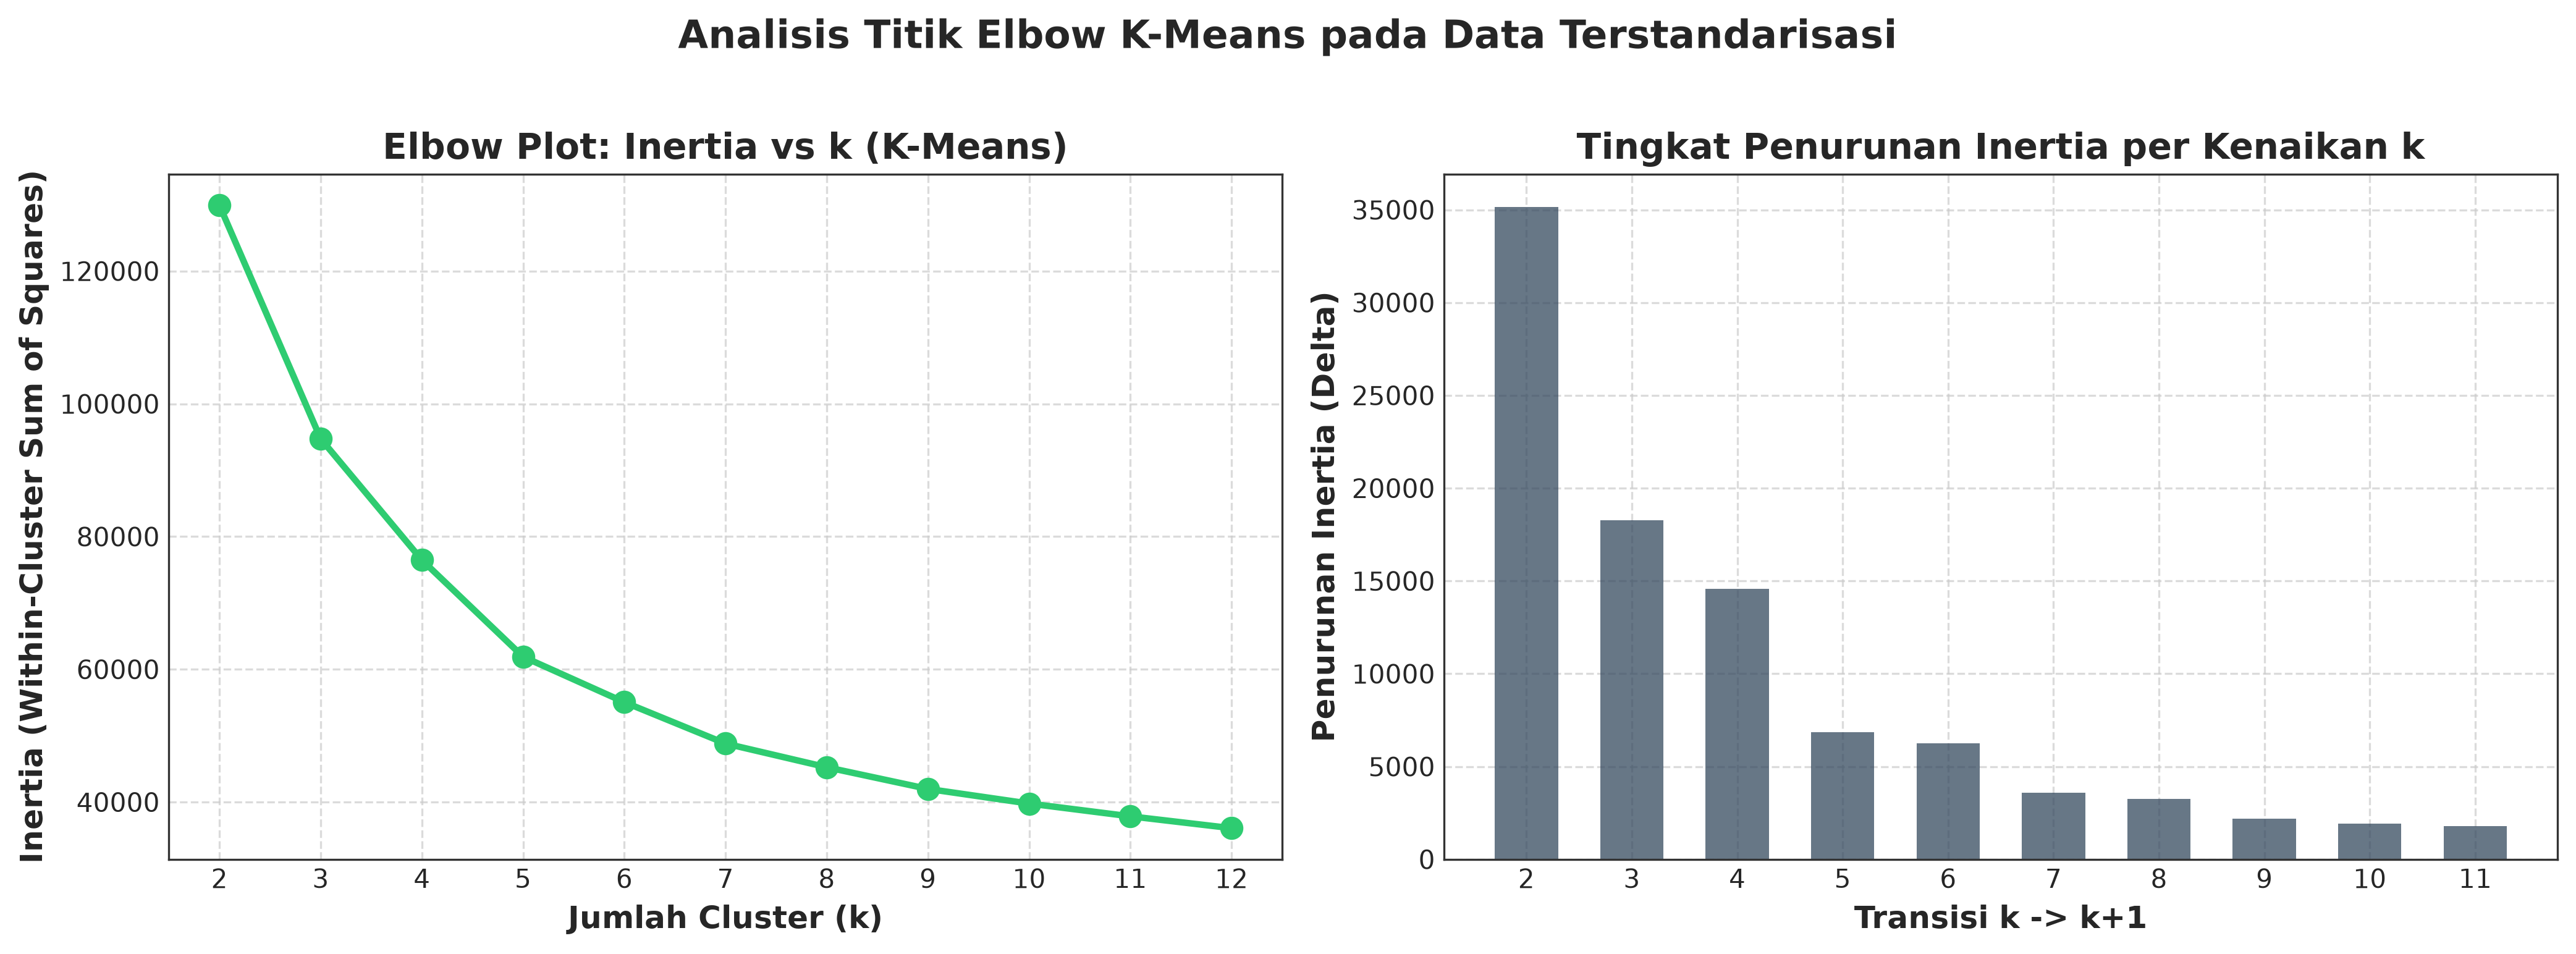 Analisis Titik Elbow K-Means pada Data Terstandarisasi
Elbow Plot: Inertia vs k (K-Means)
Inertia (Within-Cluster Sum of Squares)
120000
100000
80000
60000
40000
2 3 4 5 6 7 8 9 10 11 12
Jumlah Cluster (k)
Tingkat Penurunan Inertia per Kenaikan k
Penurunan Inertia (Delta)
35000
30000
25000
20000
15000
10000
5000
0
2 3 4 5 6 7 8 9 10 11
Transisi k -> k+1